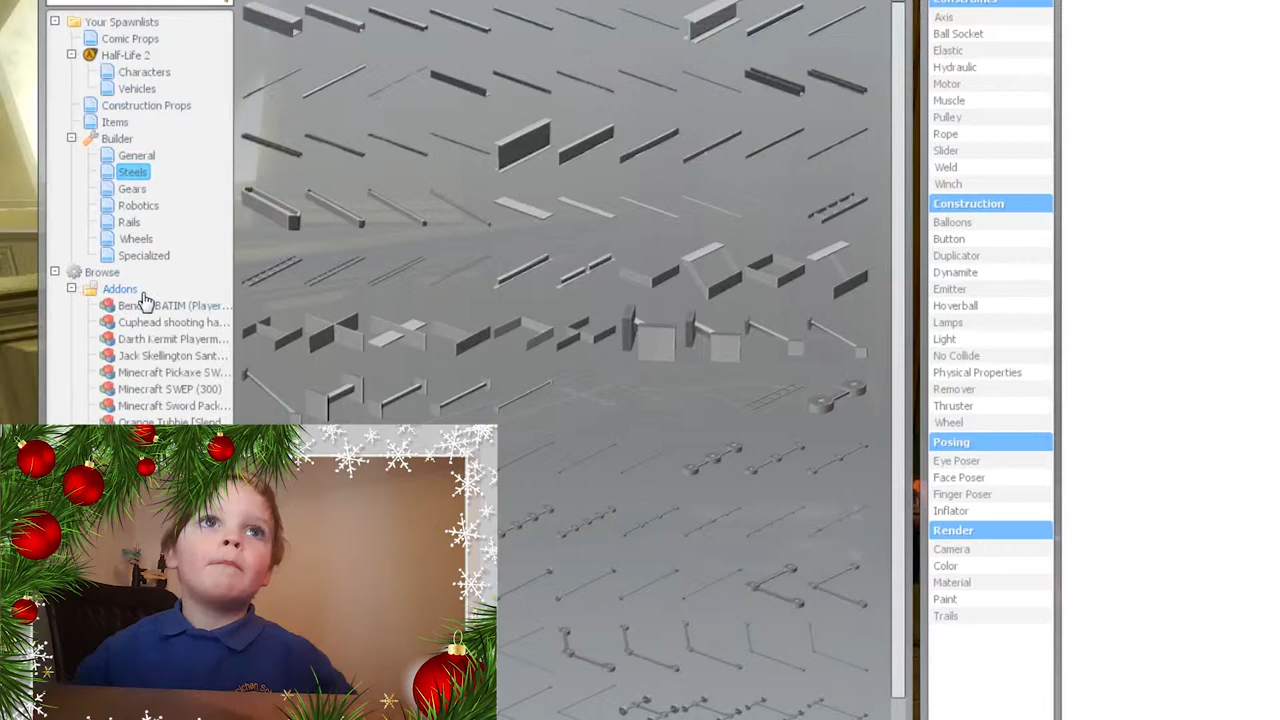 Your Spawnlists
Comic Props
Half-Life 2
Characters
Vehicles
Construction Props
Items
Builder
General
Steels
Gears
Robotics
Rails
Wheels
Specialized
Browse
Addons
BATIM (Player...
Cuphead shooting ha...
Darth Kermit Playerm...
Jack Skellington Sant...
Minecraft Pickaxe SW...
Minecraft SWEP (300)
Minecraft Sword Pack...
Orange Tubbie [Slend...
Constraints
Axis
Ball Socket
Elastic
Hydraulic
Motor
Muscle
Pulley
Rope
Slider
Weld
Winch
Construction
Balloons
Button
Duplicator
Dynamite
Emitter
Hoverball
Lamps
Light
No Collide
Physical Properties
Remover
Thruster
Wheel
Posing
Eye Poser
Face Poser
Finger Poser
Inflator
Render
Camera
Color
Material
Paint
Trails